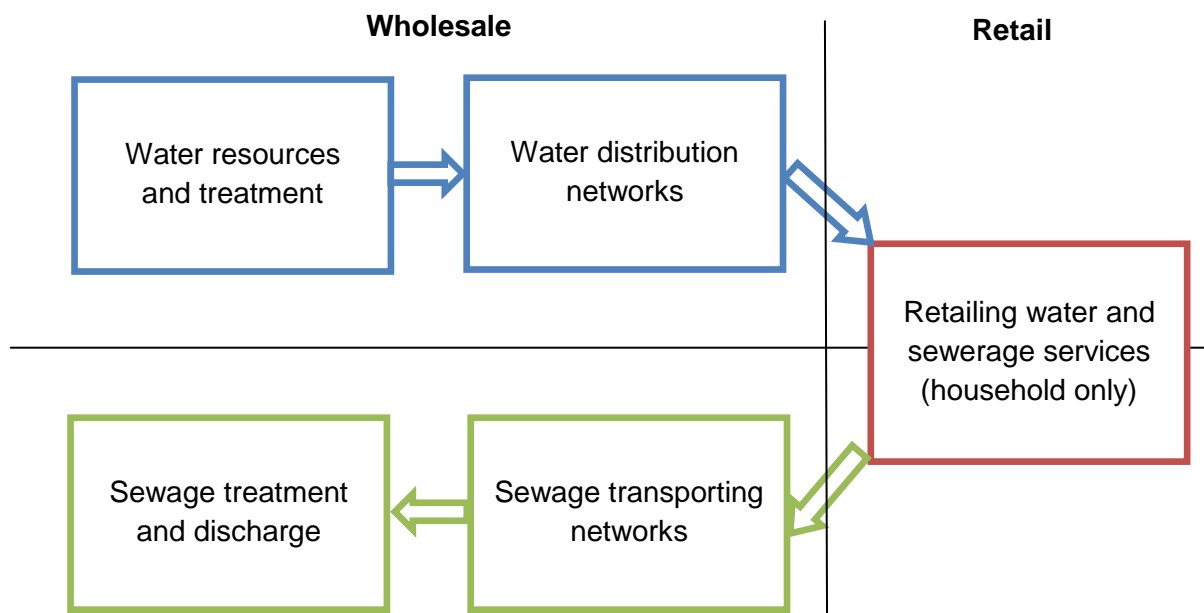 Wholesale
Retail
Water resources
and treatment
Water distribution
networks
Retailing water and
sewerage services
(household only)
Sewage treatment
and discharge
Sewage transporting
networks